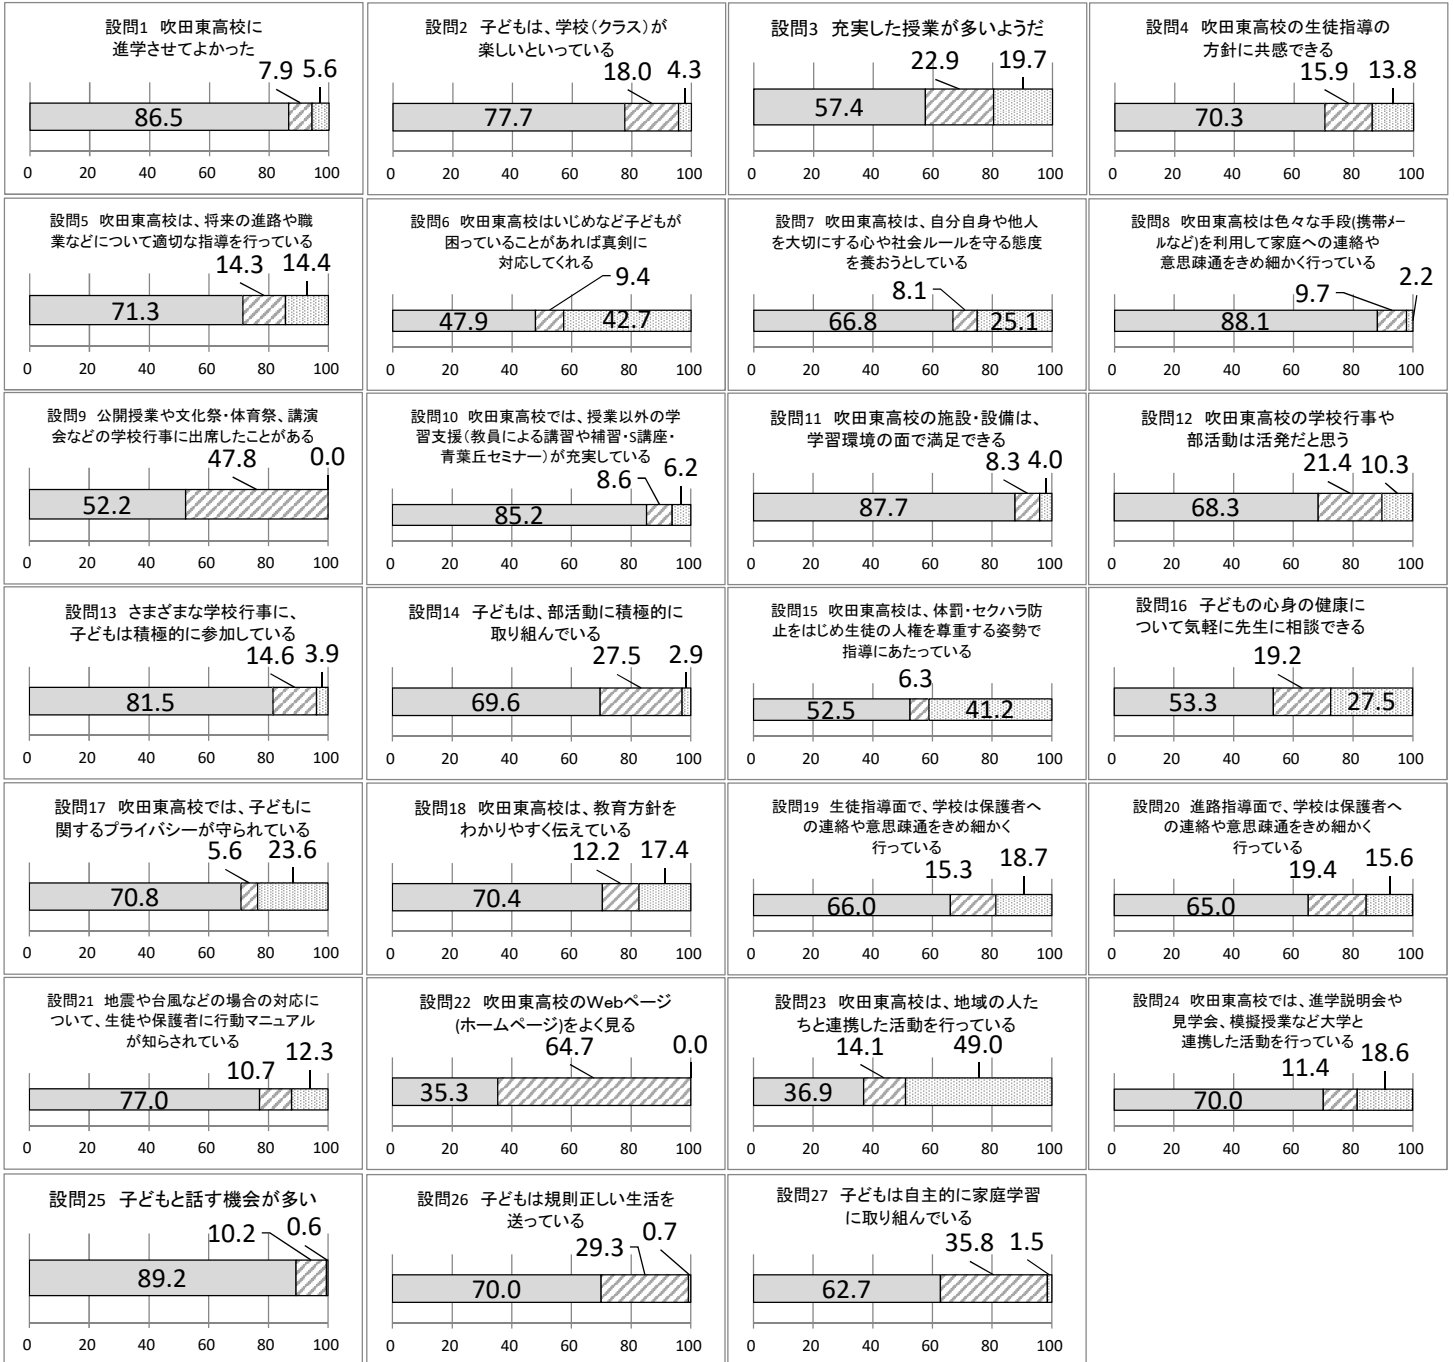 設問1 吹田東高校に
進学させてよかった
7.9 5.6
86.5
0 20 40 60 80 100
設問2 子どもは、学校(クラス)が
楽しいといっている
18.0 4.3
77.7
0 20 40 60 80 100
設問3 充実した授業が多いようだ
22.9 19.7
57.4
0 20 40 60 80 100
設問4 吹田東高校の生徒指導の
方針に共感できる
15.9 13.8
70.3
0 20 40 60 80 100
設問5 吹田東高校は、将来の進路や職
業などについて適切な指導を行っている
14.3 14.4
71.3
0 20 40 60 80 100
設問6 吹田東高校はいじめなど子どもが
困っていることがあれば真剣に
対応してくれる
9.4
47.9 42.7
0 20 40 60 80 100
設問7 吹田東高校は、自分自身や他人
を大切にする心や社会ルールを守る態度
を養おうとしている
8.1
66.8 25.1
0 20 40 60 80 100
設問8 吹田東高校は色々な手段(携帯メー
ルなど)を利用して家庭への連絡や
意思疎通をきめ細かく行っている
9.7 2.2
88.1
0 20 40 60 80 100
設問9 公開授業や文化祭・体育祭、講演
会などの学校行事に出席したことがある
47.8 0.0
52.2
0 20 40 60 80 100
設問10 吹田東高校では、授業以外の学
習支援(教員による講習や補習・S講座・
青葉丘セミナー)が充実している
8.6 6.2
85.2
0 20 40 60 80 100
設問11 吹田東高校の施設・設備は、
学習環境の面で満足できる
8.3 4.0
87.7
0 20 40 60 80 100
設問12 吹田東高校の学校行事や
部活動は活発だと思う
21.4 10.3
68.3
0 20 40 60 80 100
設問13 さまざまな学校行事に、
子どもは積極的に参加している
14.6 3.9
81.5
0 20 40 60 80 100
設問14 子どもは、部活動に積極的に
取り組んでいる
27.5 2.9
69.6
0 20 40 60 80 100
設問15 吹田東高校は、体罰・セクハラ防
止をはじめ生徒の人権を尊重する姿勢で
指導にあたっている
6.3
52.5 41.2
0 20 40 60 80 100
設問16 子どもの心身の健康に
ついて気軽に先生に相談できる
19.2
53.3 27.5
0 20 40 60 80 100
設問17 吹田東高校では、子どもに
関するプライバシーが守られている
5.6 23.6
70.8
0 20 40 60 80 100
設問18 吹田東高校は、教育方針を
わかりやすく伝えている
12.2 17.4
70.4
0 20 40 60 80 100
設問19 生徒指導面で、学校は保護者へ
の連絡や意思疎通をきめ細かく
行っている
15.3 18.7
66.0
0 20 40 60 80 100
設問20 進路指導面で、学校は保護者へ
の連絡や意思疎通をきめ細かく
行っている
19.4 15.6
65.0
0 20 40 60 80 100
設問21 地震や台風などの場合の対応に
ついて、生徒や保護者に行動マニュアル
が知らされている
10.7 12.3
77.0
0 20 40 60 80 100
設問22 吹田東高校のWebページ
(ホームページ)をよく見る
64.7 0.0
35.3
0 20 40 60 80 100
設問23 吹田東高校は、地域の人た
ちと連携した活動を行っている
14.1 49.0
36.9
0 20 40 60 80 100
設問24 吹田東高校では、進学説明会や
見学会、模擬授業など大学と
連携した活動を行っている
11.4 18.6
70.0
0 20 40 60 80 100
設問25 子どもと話す機会が多い
10.2 0.6
89.2
0 20 40 60 80 100
設問26 子どもは規則正しい生活を
送っている
29.3 0.7
70.0
0 20 40 60 80 100
設問27 子どもは自主的に家庭学習
に取り組んでいる
35.8 1.5
62.7
0 20 40 60 80 100